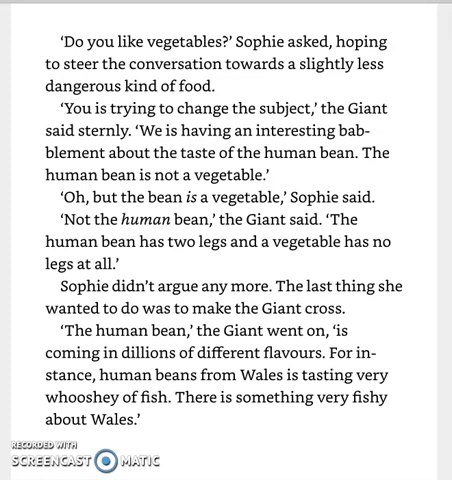 ‘Do you like vegetables?’ Sophie asked, hoping
to steer the conversation towards a slightly less
dangerous kind of food.
‘You is trying to change the subject,’ the Giant
said sternly. ‘We is having an interesting bab-
blement about the taste of the human bean. The
human bean is not a vegetable.’
‘Oh, but the bean is a vegetable,’ Sophie said.
‘Not the human bean,’ the Giant said. ‘The
human bean has two legs and a vegetable has no
legs at all.’
Sophie didn’t argue any more. The last thing she
wanted to do was to make the Giant cross.
‘The human bean,’ the Giant went on, ‘is
coming in dillions of different flavours. For in-
stance, human beans from Wales is tasting very
whooshey of fish. There is something very fishy
about Wales.’
RECORDED WITH
SCREENCAST MATIC